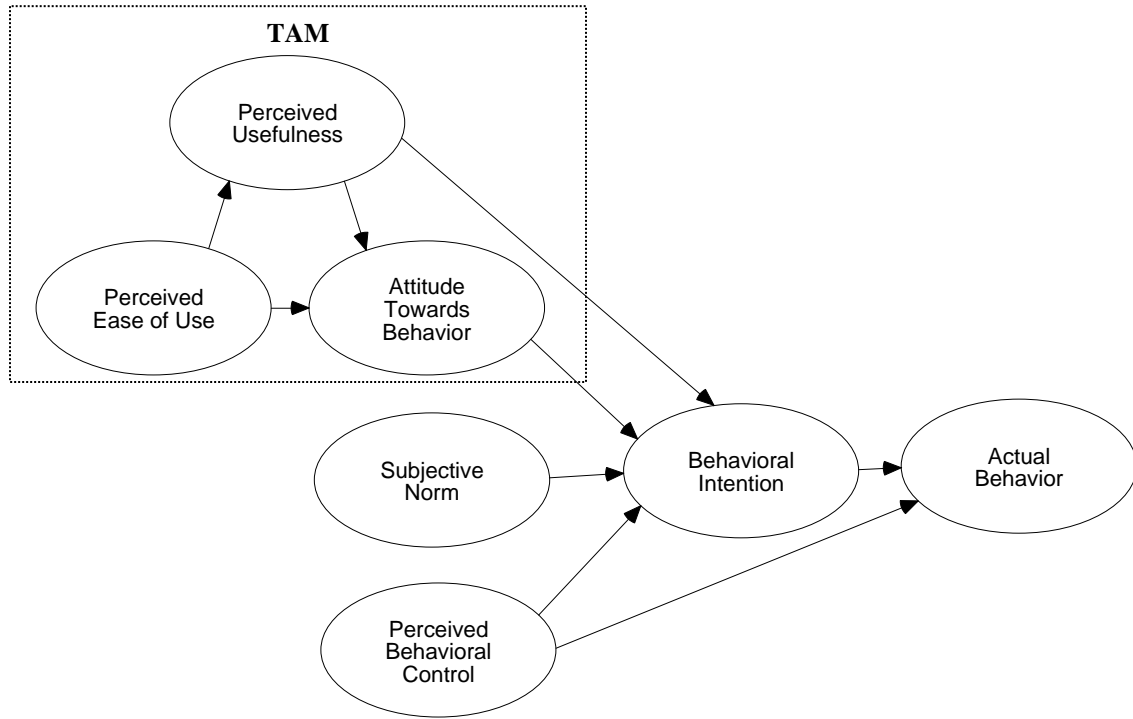 TAM
Perceived
Usefulness
Perceived
Ease of Use
Attitude
Towards
Behavior
Subjective
Norm
Behavioral
Intention
Actual
Behavior
Perceived
Behavioral
Control